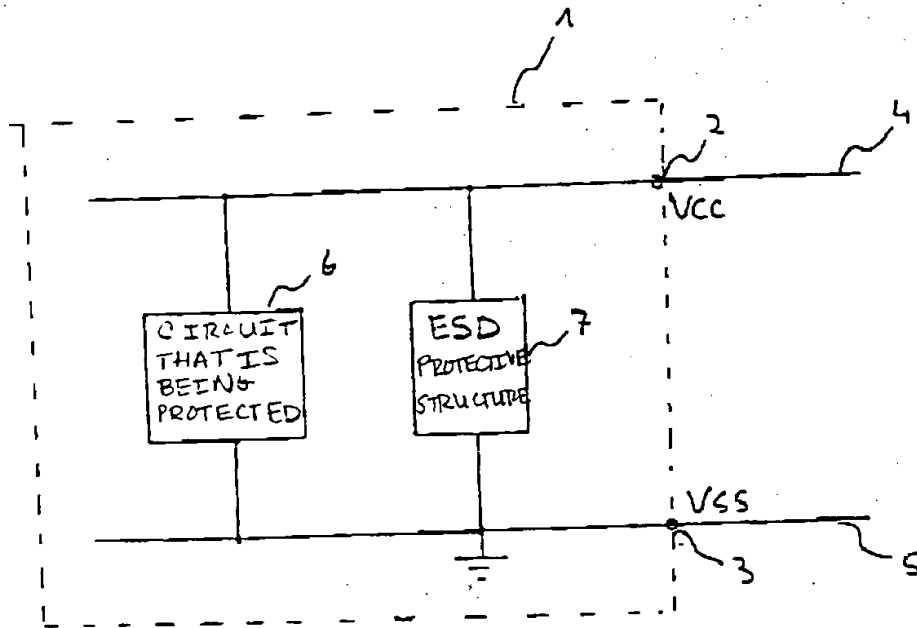 1
2
4
VCC
6
CIRCUIT
THAT IS
BEING
PROTECTED
ESD
PROTECTIVE
STRUCTURE
7
VSS
3
5